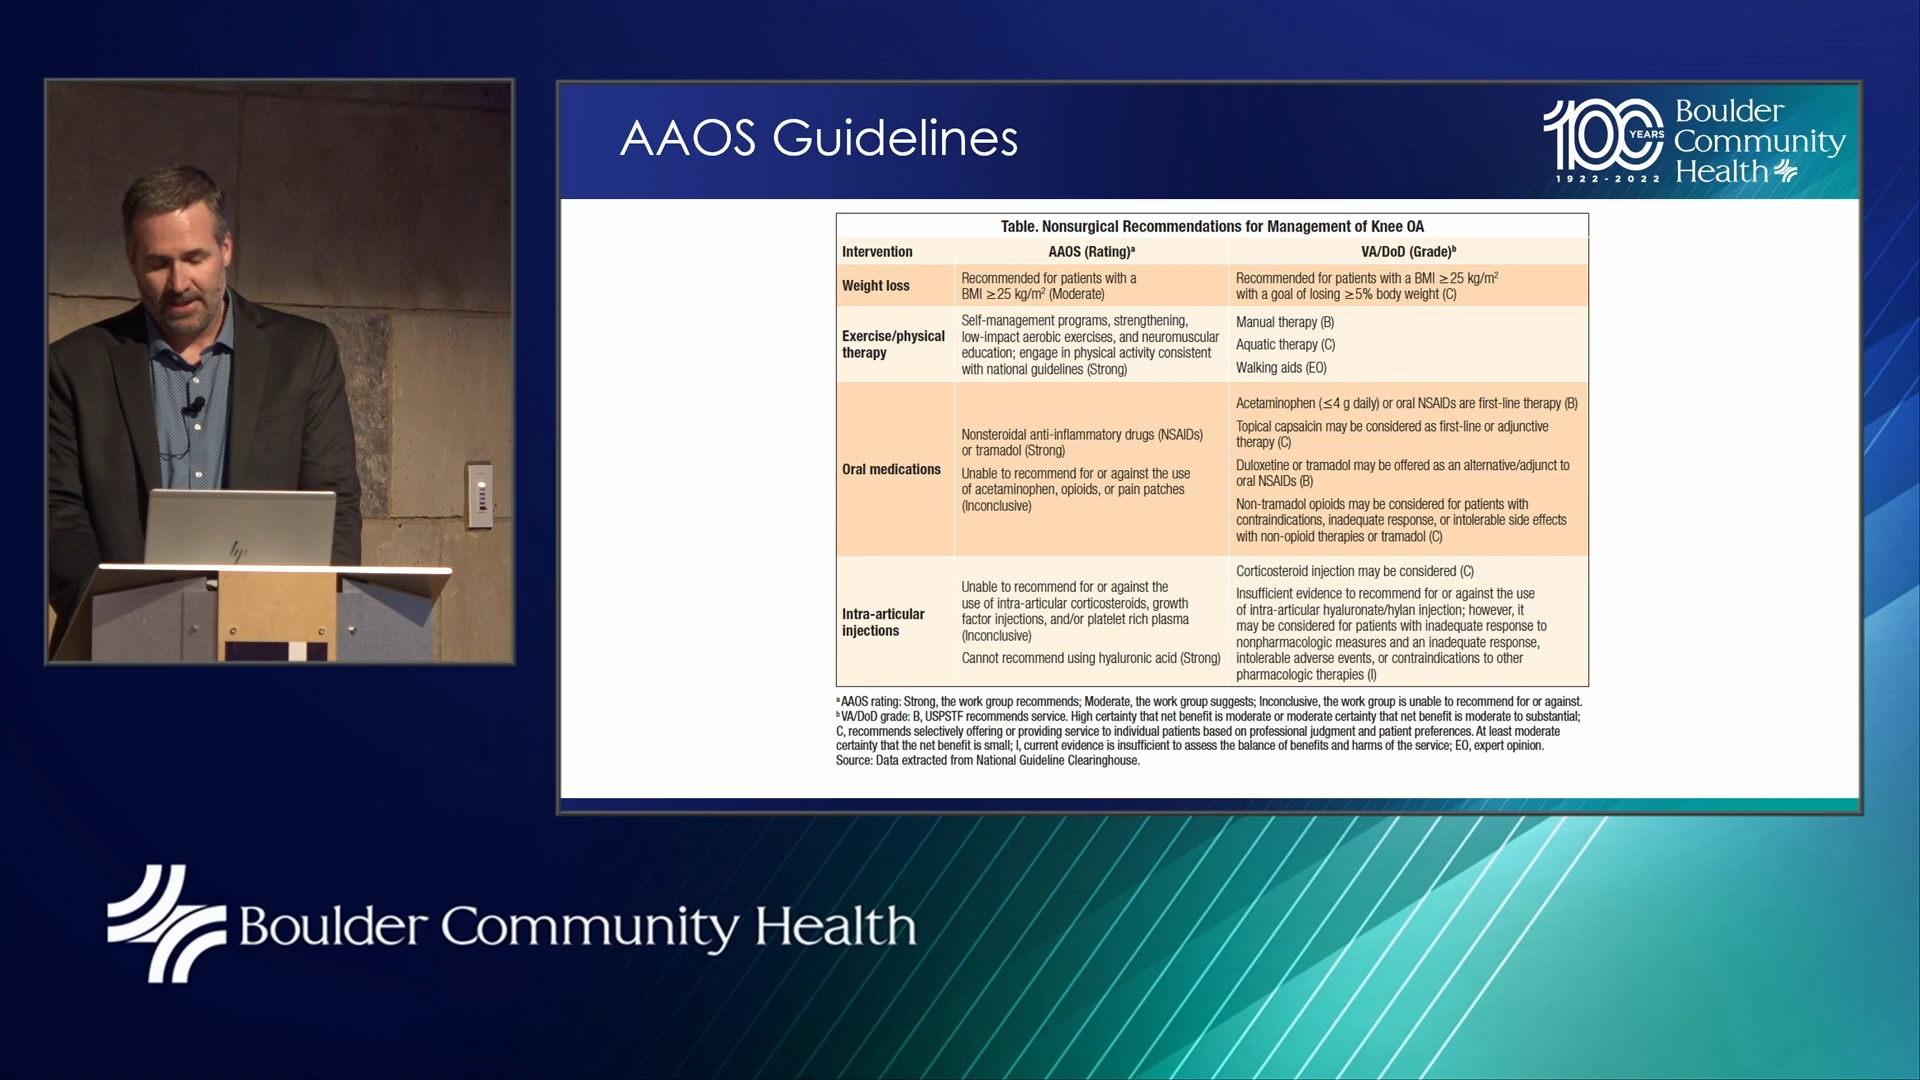 AAOS Guidelines
100 YEARS
1922-2022
Boulder
Community
Health
Table. Nonsurgical Recommendations for Management of Knee OA
Intervention AAOS (Rating)ᵃ VA/DoD (Grade)ᵇ
Weight loss
Recommended for patients with a
BMI ≥25 kg/m² (Moderate)
Recommended for patients with a BMI ≥25 kg/m²
with a goal of losing ≥5% body weight (C)
Exercise/physical
therapy
Self-management programs, strengthening,
low-impact aerobic exercises, and neuromuscular
education; engage in physical activity consistent
with national guidelines (Strong)
Manual therapy (B)
Aquatic therapy (C)
Walking aids (EO)
Oral medications
Nonsteroidal anti-inflammatory drugs (NSAIDs)
or tramadol (Strong)
Unable to recommend for or against the use
of acetaminophen, opioids, or pain patches
(Inconclusive)
Acetaminophen (≤4 g daily) or oral NSAIDs are first-line therapy (B)
Topical capsaicin may be considered as first-line or adjunctive
therapy (C)
Duloxetine or tramadol may be offered as an alternative/adjunct to
oral NSAIDs (B)
Non-tramadol opioids may be considered for patients with
contraindications, inadequate response, or intolerable side effects
with non-opioid therapies or tramadol (C)
Intra-articular
injections
Unable to recommend for or against the
use of intra-articular corticosteroids, growth
factor injections, and/or platelet rich plasma
(Inconclusive)
Cannot recommend using hyaluronic acid (Strong)
Corticosteroid injection may be considered (C)
Insufficient evidence to recommend for or against the use
of intra-articular hyaluronate/hylan injection; however, it
may be considered for patients with inadequate response to
nonpharmacologic measures and an inadequate response,
intolerable adverse events, or contraindications to other
pharmacologic therapies (I)
ᵃ AAOS rating: Strong, the work group recommends; Moderate, the work group suggests; Inconclusive, the work group is unable to recommend for or against.
ᵇ VA/DoD grade: B, USPSTF recommends service. High certainty that net benefit is moderate or moderate certainty that net benefit is moderate to substantial;
C, recommends selectively offering or providing service to individual patients based on professional judgment and patient preferences. At least moderate
certainty that the net benefit is small; I, current evidence is insufficient to assess the balance of benefits and harms of the service; EO, expert opinion.
Source: Data extracted from National Guideline Clearinghouse.
hp
Boulder Community Health